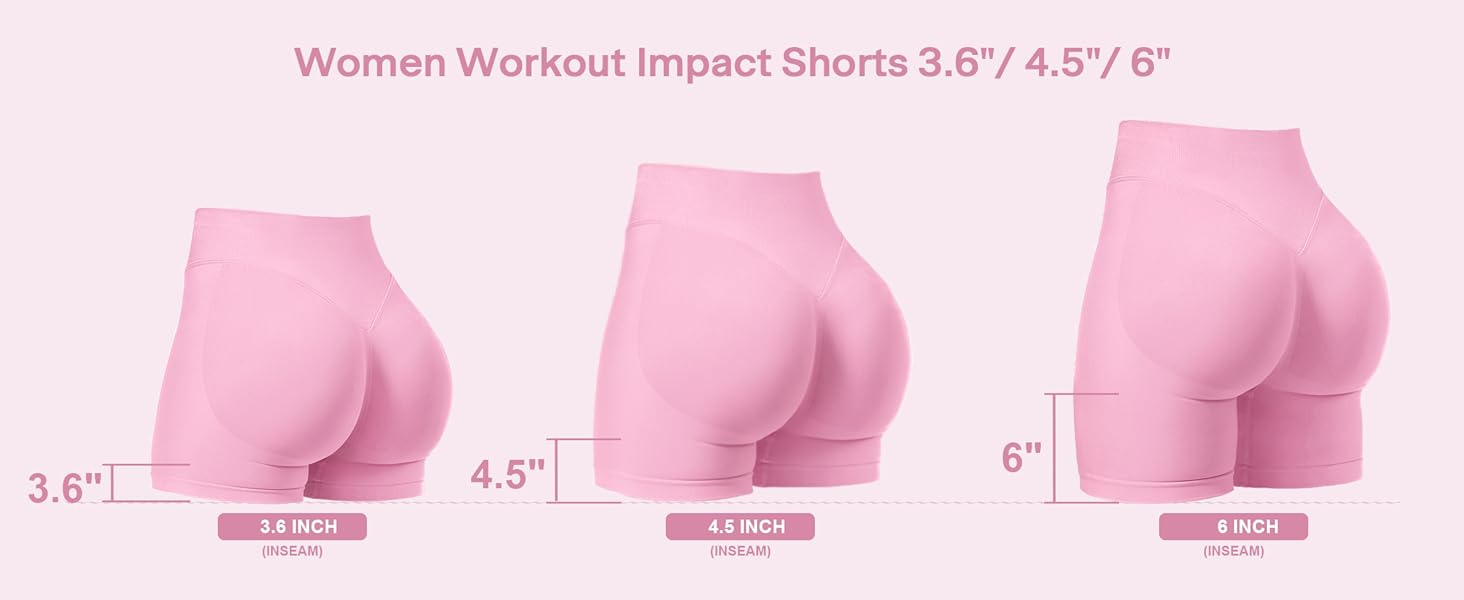 Women Workout Impact Shorts 3.6"/ 4.5"/ 6"
3.6"
4.5"
6"
3.6 INCH
(INSEAM)
4.5 INCH
(INSEAM)
6 INCH
(INSEAM)